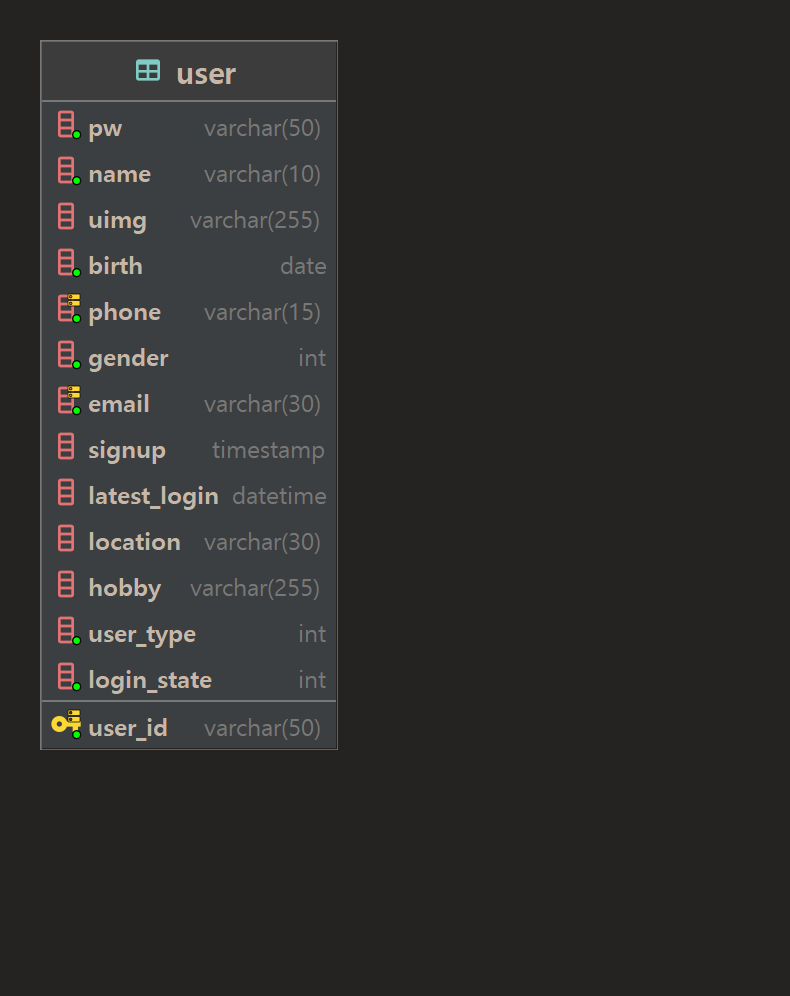 user
pw varchar(50)
name varchar(10)
uimg varchar(255)
birth date
phone varchar(15)
gender int
email varchar(30)
signup timestamp
latest_login datetime
location varchar(30)
hobby varchar(255)
user_type int
login_state int
user_id varchar(50)